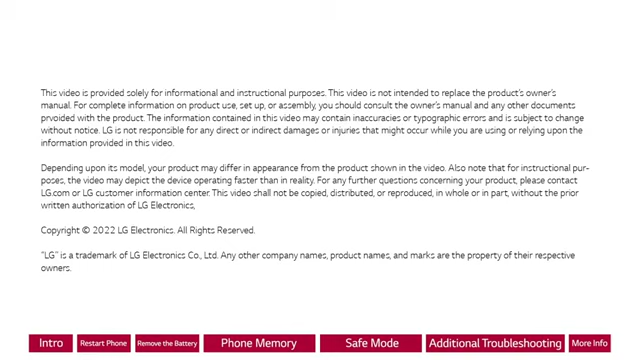 This video is provided solely for informational and instructional purposes. This video is not intended to replace the product's owner's
manual. For complete information on product use, set up, or assembly, you should consult the owner's manual and any other documents
prvoided with the product. The information contained in this video may contain inaccuracies or typographic errors and is subject to change
without notice. LG is not responsible for any direct or indirect damages or injuries that might occur while you are using or relying upon the
information provided in this video.
Depending upon its model, your product may differ in appearance from the product shown in the video. Also note that for instructional pur-
poses, the video may depict the device operating faster than in reality. For any further questions concerning your product, please contact
LG.com or LG customer information center. This video shall not be copied, distributed, or reproduced, in whole or in part, without the prior
written authorization of LG Electronics,
Copyright © 2022 LG Electronics. All Rights Reserved.
"LG" is a trademark of LG Electronics Co., Ltd. Any other company names, product names, and marks are the property of their respective
owners.
Intro Restart Phone Remove the Battery Phone Memory Safe Mode Additional Troubleshooting More Info